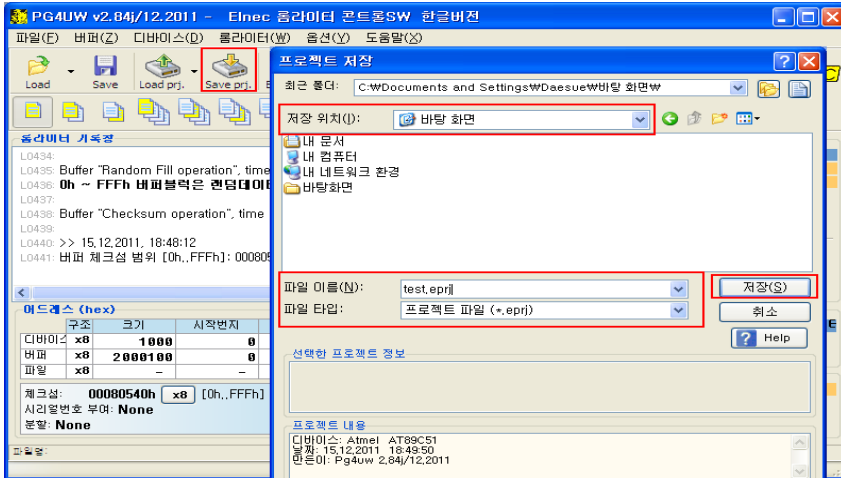 PG4UW v2.84j/12.2011 - Elnec 롬라이터 콘트롤SW 한글버전
파일(F) 버퍼(Z) 디바이스(D) 롬라이터(W) 옵션(Y) 도움말(X)
Load Save Load prj. Save prj.
롬라이터 기록창
L0434:
L0435: Buffer "Random Fill operation", time
L0436: 0h ~ FFFh 버퍼블럭은 랜덤데이터
L0437:
L0438: Buffer "Checksum operation", time
L0439:
L0440: >> 15,12,2011, 18:48:12
L0441: 버퍼 체크섬 범위 [0h,,FFFh]: 000805
어드레스 (hex)
구조 크기 시작번지
디바이스 x8 1000 0
버퍼 x8 2000100 0
파일 x8 – –
체크섬: 00080540h x8 [0h,,FFFh]
시리얼번호 부여: None
분할: None
파일명:
프로젝트 저장
최근 폴더: C:₩Documents and Settings₩Daesue₩바탕 화면₩
저장 위치(I): 바탕 화면
내 문서
내 컴퓨터
내 네트워크 환경
바탕화면
파일 이름(N): test,eprj 저장(S)
파일 타입: 프로젝트 파일 (*,eprj) 취소
Help
선택한 프로젝트 정보
프로젝트 내용
디바이스: Atmel AT89C51
날짜: 15,12,2011 18:49:50
만든이: Pg4uw 2,84j/12,2011